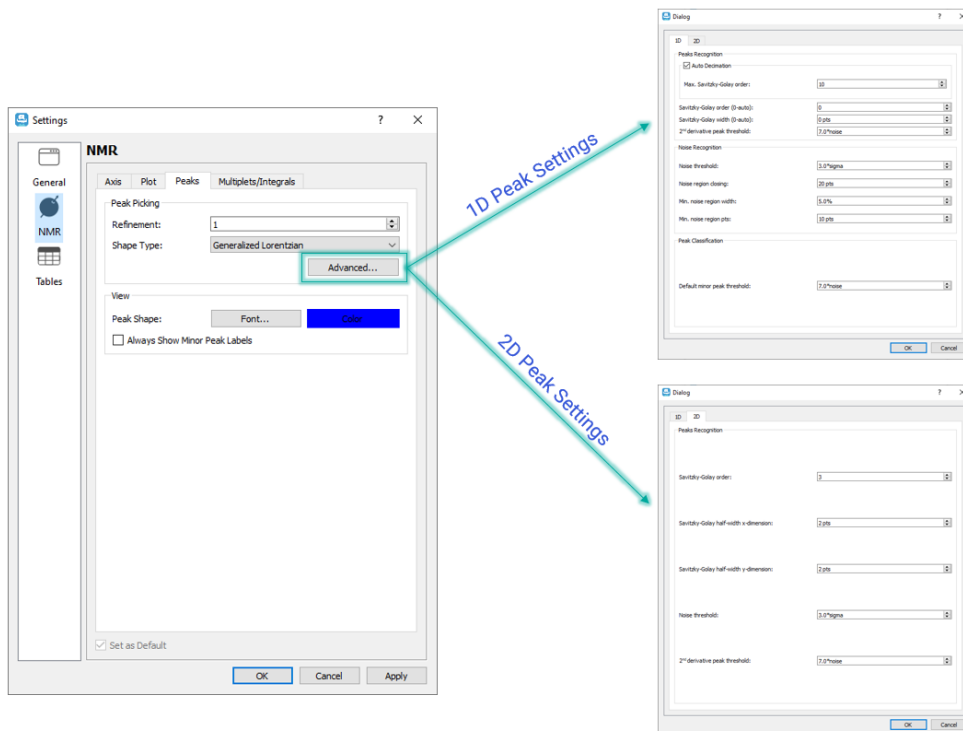 Settings
?
General
NMR
Tables
NMR
Axis Plot Peaks Multiplets/Integrals
Peak Picking
Refinement: 1
Shape Type: Generalized Lorentzian
Advanced...
View
Peak Shape: Font... Color
Always Show Minor Peak Labels
Set as Default
OK Cancel Apply
1D Peak Settings
2D Peak Settings
Dialog
?
1D 2D
Peaks Recognition
Auto Decimation
Max. Savitzky-Golay order: 10
Savitzky-Golay order (0-auto): 0
Savitzky-Golay width (0-auto): 0 pts
2nd derivative peak threshold: 7.0*noise
Noise Recognition
Noise threshold: 3.0*sigma
Noise region closing: 20 pts
Min. noise region width: 5.0%
Min. noise region pts: 10 pts
Peak Classification
Default minor peak threshold: 7.0*noise
OK Cancel
Dialog
?
1D 2D
Peaks Recognition
Savitzky-Golay order: 3
Savitzky-Golay half-width x-dimension: 2 pts
Savitzky-Golay half-width y-dimension: 2 pts
Noise threshold: 3.0*sigma
2nd derivative peak threshold: 7.0*noise
OK Cancel